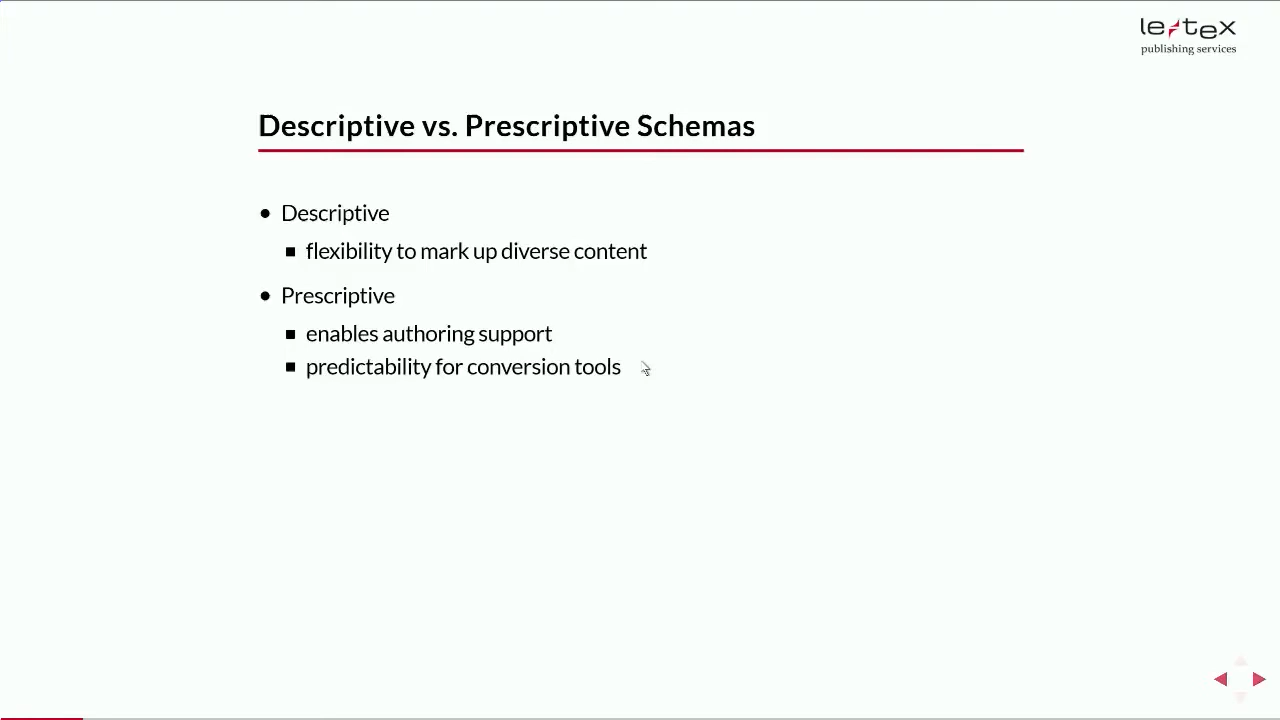 le-tex
publishing services
Descriptive vs. Prescriptive Schemas
Descriptive
flexibility to mark up diverse content
Prescriptive
enables authoring support
predictability for conversion tools